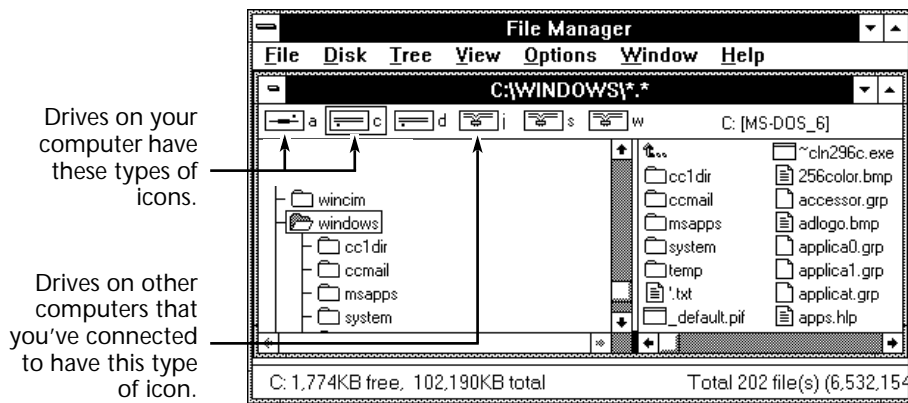 File Manager
File Disk Tree View Options Window Help
C:\WINDOWS\*.*
a c d j s w C: [MS-DOS_6]
Drives on your
computer have
these types of
icons.
wincim
windows
cc1dir
ccmail
msapps
system
..
cc1dir
ccmail
msapps
system
temp
'.txt
_default.pif
~cln296c.exe
256color.bmp
accessor.grp
adlogo.bmp
applica0.grp
applica1.grp
applicat.grp
apps.hlp
Drives on other
computers that
you've connected
to have this type
of icon.
C: 1,774KB free, 102,190KB total Total 202 file(s) (6,532,154